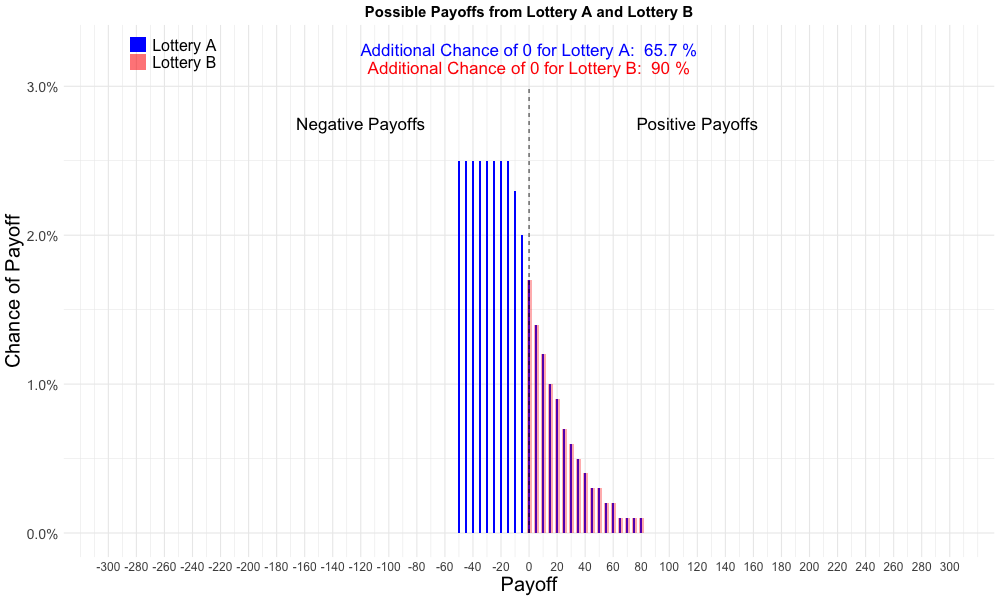 Possible Payoffs from Lottery A and Lottery B
Lottery A
Lottery B
Additional Chance of 0 for Lottery A: 65.7 %
Additional Chance of 0 for Lottery B: 90 %
Negative Payoffs
Positive Payoffs
3.0%
2.0%
1.0%
0.0%
Chance of Payoff
-300 -280 -260 -240 -220 -200 -180 -160 -140 -120 -100 -80 -60 -40 -20 0 20 40 60 80 100 120 140 160 180 200 220 240 260 280 300
Payoff